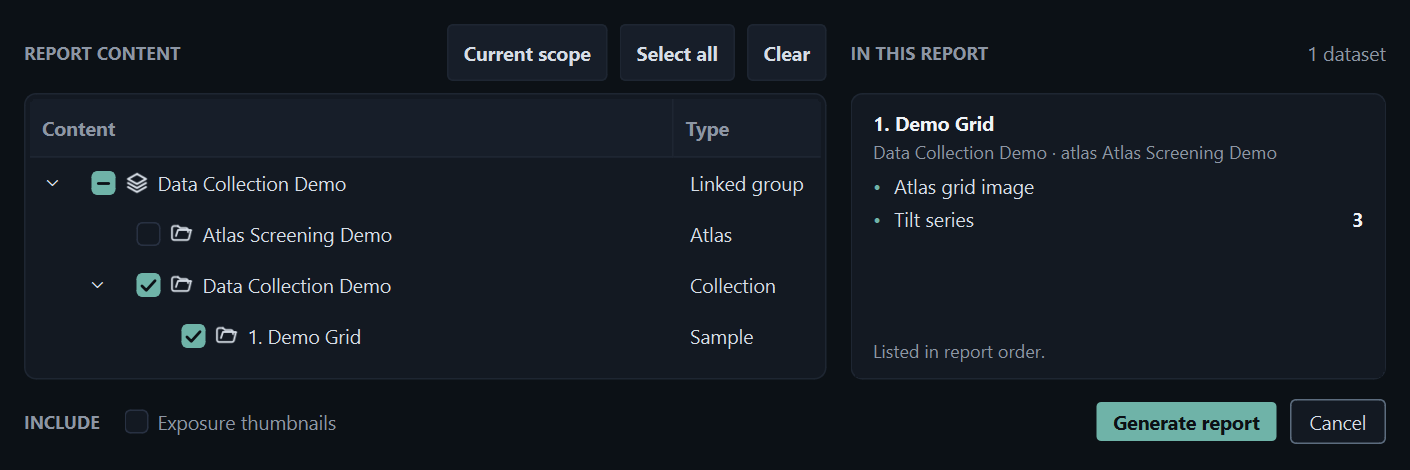 REPORT CONTENT
Current scope
Select all
Clear
Content
Type
Data Collection Demo
Linked group
Atlas Screening Demo
Atlas
Data Collection Demo
Collection
1. Demo Grid
Sample
IN THIS REPORT
1 dataset
1. Demo Grid
Data Collection Demo · atlas Atlas Screening Demo
• Atlas grid image
• Tilt series 3
Listed in report order.
INCLUDE
Exposure thumbnails
Generate report
Cancel